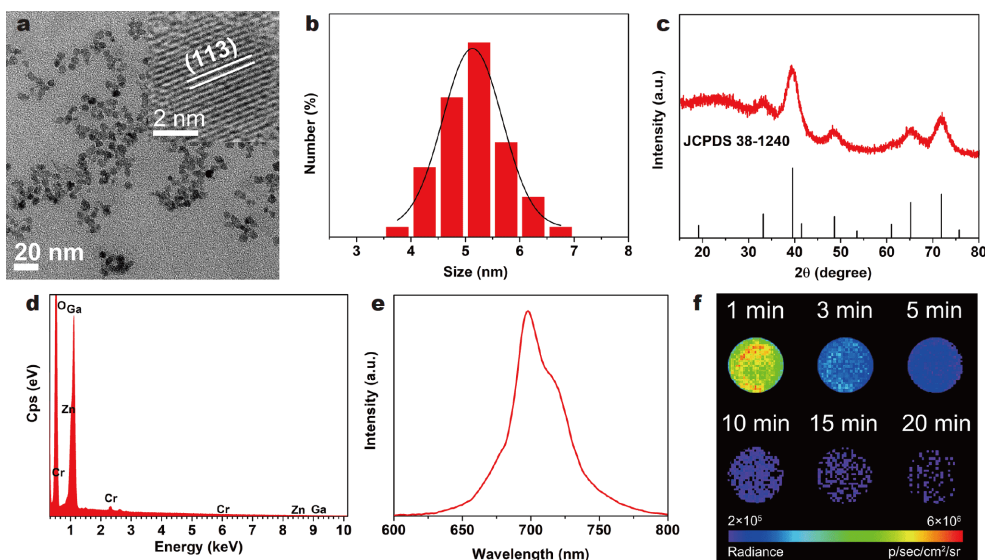 a
(113)
2 nm
20 nm
b
Number (%)
3 4 5 6 7 8
Size (nm)
c
Intensity (a.u.)
JCPDS 38-1240
20 30 40 50 60 70 80
2θ (degree)
d
Cps (eV)
O
Ga
Zn
Cr
Cr
Cr
Zn Ga
1 2 3 4 5 6 7 8 9 10
Energy (keV)
e
Intensity (a.u.)
600 650 700 750 800
Wavelength (nm)
f
1 min 3 min 5 min
10 min 15 min 20 min
2×10⁵ 6×10⁶
Radiance p/sec/cm²/sr